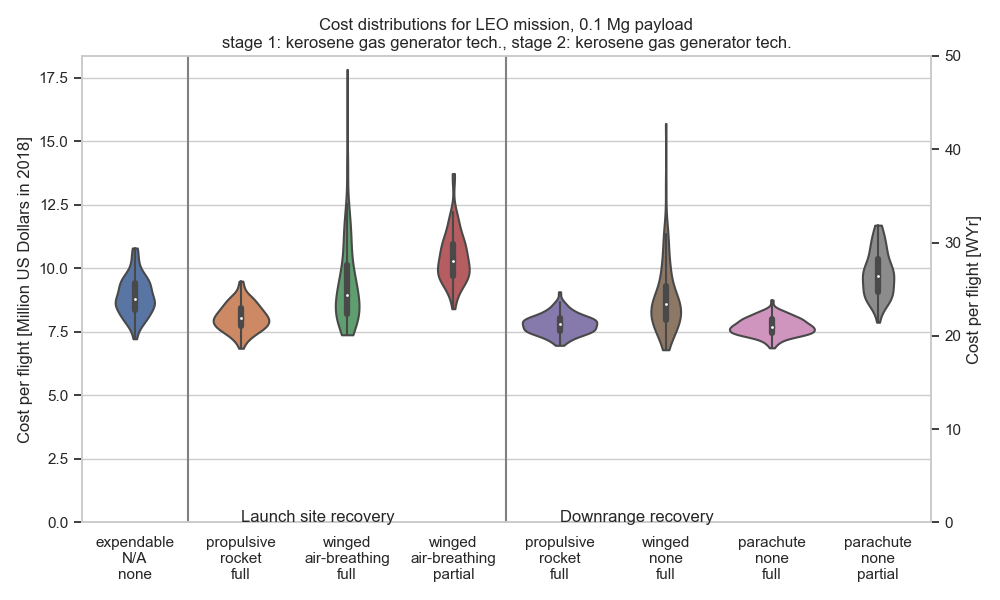 Cost distributions for LEO mission, 0.1 Mg payload
stage 1: kerosene gas generator tech., stage 2: kerosene gas generator tech.
Cost per flight [Million US Dollars in 2018]
17.5
15.0
12.5
10.0
7.5
5.0
2.5
0.0
50
40
30
20
10
0
Cost per flight [WYr]
Launch site recovery
Downrange recovery
expendable
N/A
none
propulsive
rocket
full
winged
air-breathing
full
winged
air-breathing
partial
propulsive
rocket
full
winged
none
full
parachute
none
full
parachute
none
partial